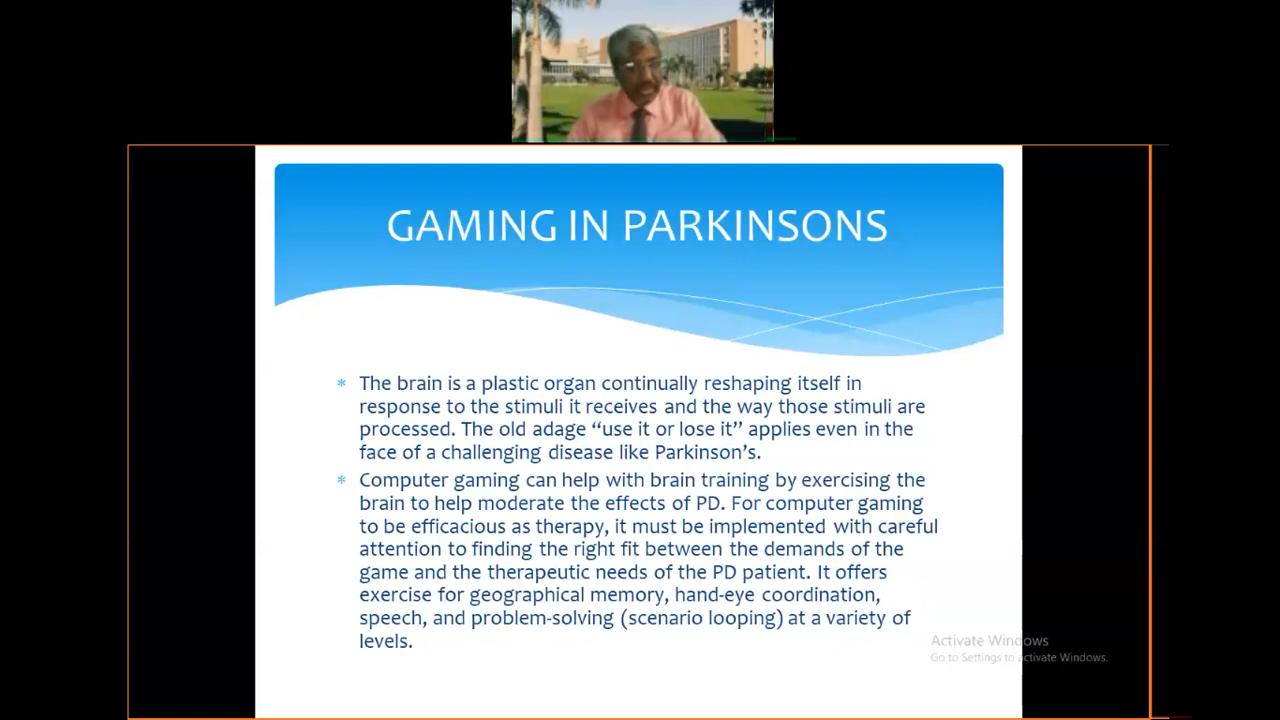 GAMING IN PARKINSONS
* The brain is a plastic organ continually reshaping itself in
response to the stimuli it receives and the way those stimuli are
processed. The old adage “use it or lose it” applies even in the
face of a challenging disease like Parkinson’s.
* Computer gaming can help with brain training by exercising the
brain to help moderate the effects of PD. For computer gaming
to be efficacious as therapy, it must be implemented with careful
attention to finding the right fit between the demands of the
game and the therapeutic needs of the PD patient. It offers
exercise for geographical memory, hand-eye coordination,
speech, and problem-solving (scenario looping) at a variety of
levels.
Activate Windows
Go to Settings to activate Windows.